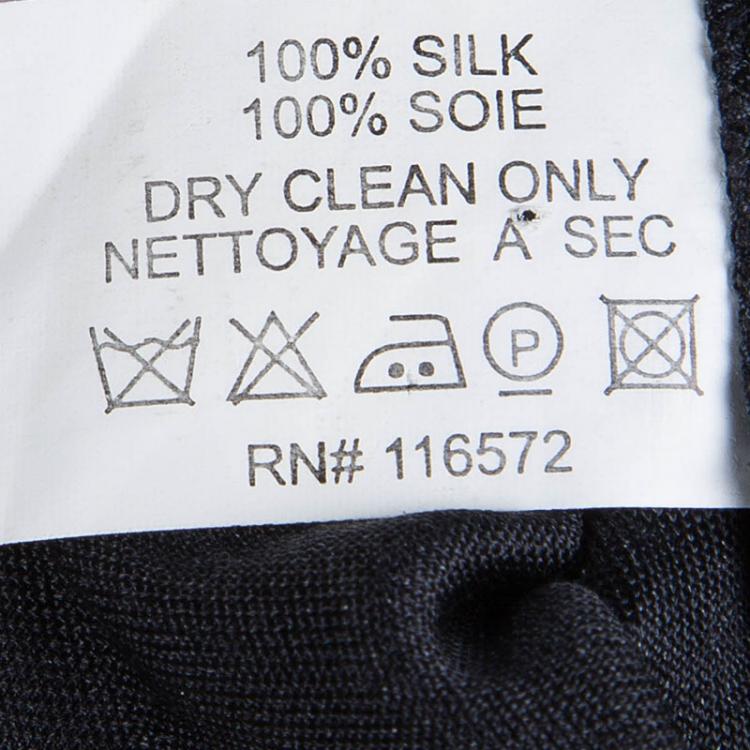 100% SILK
100% SOIE
DRY CLEAN ONLY
NETTOYAGE A SEC
P
RN# 116572